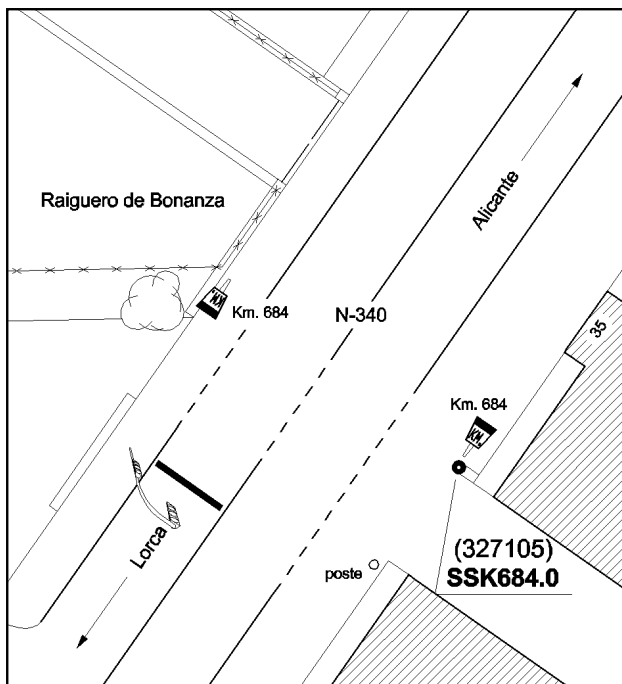 Alicante
Raiguero de Bonanza
KM.
Km. 684
N-340
35
Km. 684
KM.
Lorca
(327105)
SSK684.0
poste